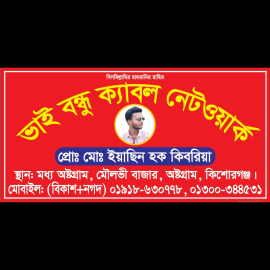 বিসমিল্লাহির রাহমানির রাহিম
ভাই বন্ধু ক্যাবল নেটওয়ার্ক
প্রোঃ মোঃ ইয়াছিন হক কিবরিয়া
স্থান: মধ্য অষ্টগ্রাম, মৌলভী বাজার, অষ্টগ্রাম, কিশোরগঞ্জ।
মোবাইল: (বিকাশ+নগদ) ০১৯১৮-৬৩০৭৭৮, ০১৩০০-৩৪৪৫৩১